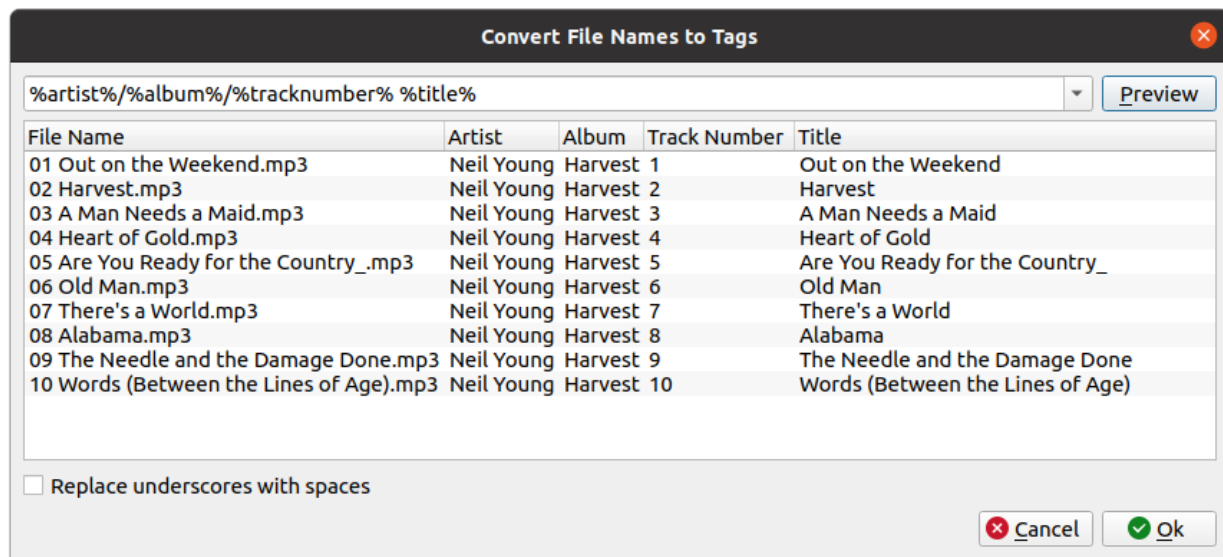 Convert File Names to Tags
%artist%/%album%/%tracknumber% %title%
Preview
File Name Artist Album Track Number Title
01 Out on the Weekend.mp3 Neil Young Harvest 1 Out on the Weekend
02 Harvest.mp3 Neil Young Harvest 2 Harvest
03 A Man Needs a Maid.mp3 Neil Young Harvest 3 A Man Needs a Maid
04 Heart of Gold.mp3 Neil Young Harvest 4 Heart of Gold
05 Are You Ready for the Country_.mp3 Neil Young Harvest 5 Are You Ready for the Country_
06 Old Man.mp3 Neil Young Harvest 6 Old Man
07 There's a World.mp3 Neil Young Harvest 7 There's a World
08 Alabama.mp3 Neil Young Harvest 8 Alabama
09 The Needle and the Damage Done.mp3 Neil Young Harvest 9 The Needle and the Damage Done
10 Words (Between the Lines of Age).mp3 Neil Young Harvest 10 Words (Between the Lines of Age)
Replace underscores with spaces
Cancel Ok